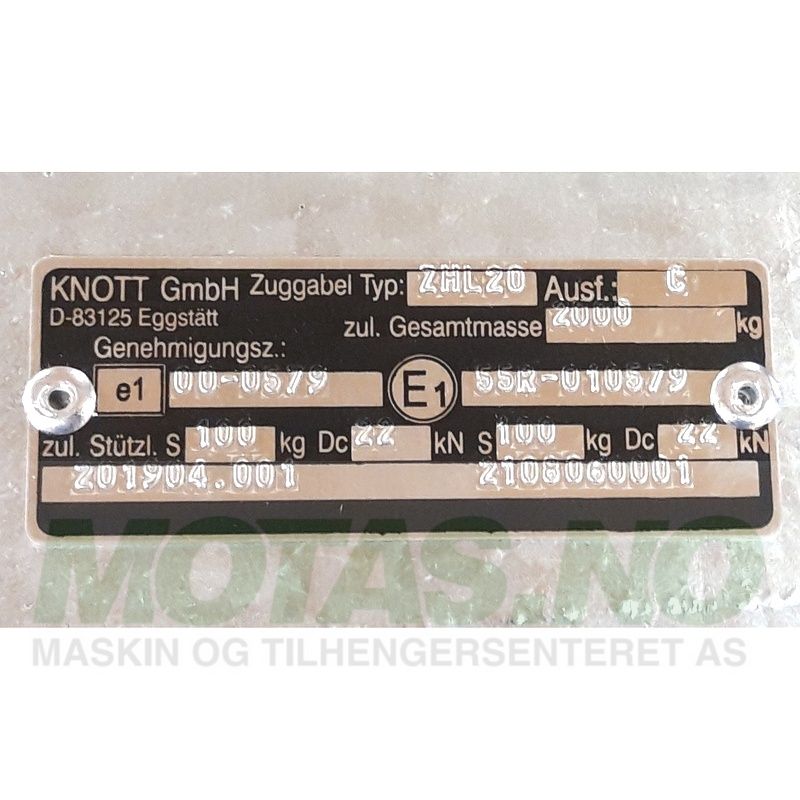 KNOTT GmbH Zuggabel Typ: ZHL20 Ausf.: C
D-83125 Eggstätt zul. Gesamtmasse 2000 kg
Genehmigungsz.:
e1 00-0579 E1 55R-010579
zul. Stützl. S 100 kg Dc 22 kN S 100 kg Dc 22 kN
201904.001 2108060001
MOTAS.NO
MASKIN OG TILHENGERSENTERET AS